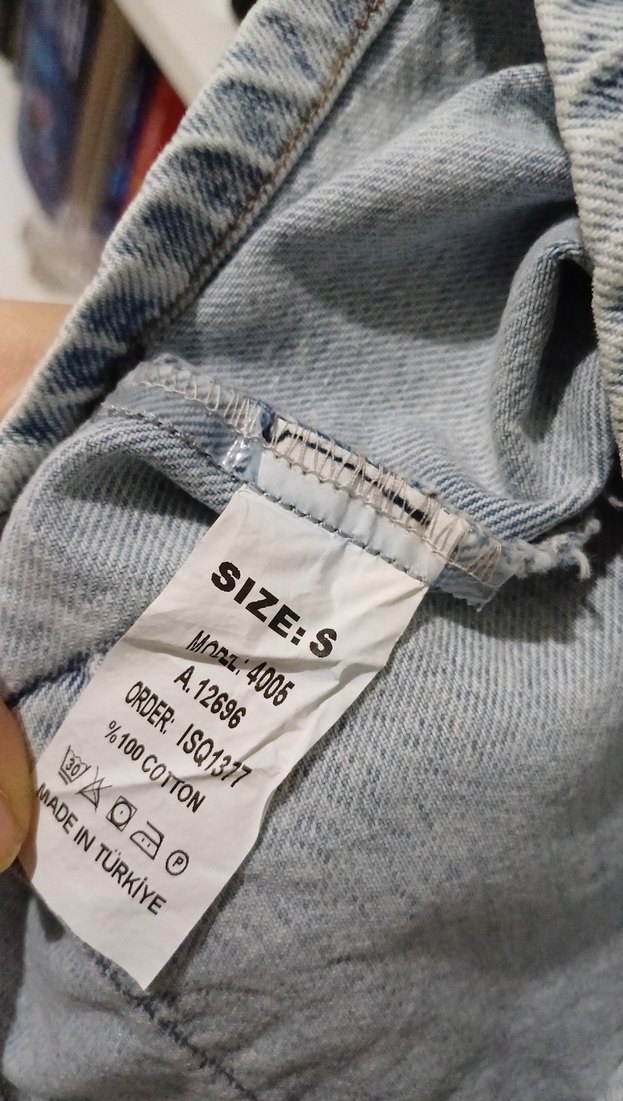 SIZE: S
MODEL: 4005
A.12696
ORDER: ISQ1377
%100 COTTON
30 P
MADE IN TÜRKİYE